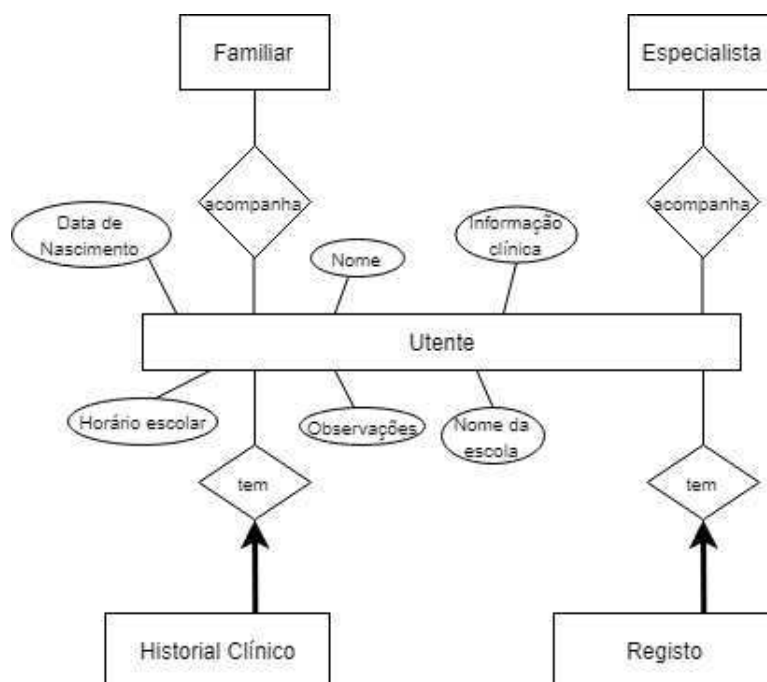 Familiar
Especialista
acompanha
acompanha
Data de
Nascimento
Nome
Informação
clínica
Utente
Horário escolar
Observações
Nome da
escola
tem
tem
Historial Clínico
Registo